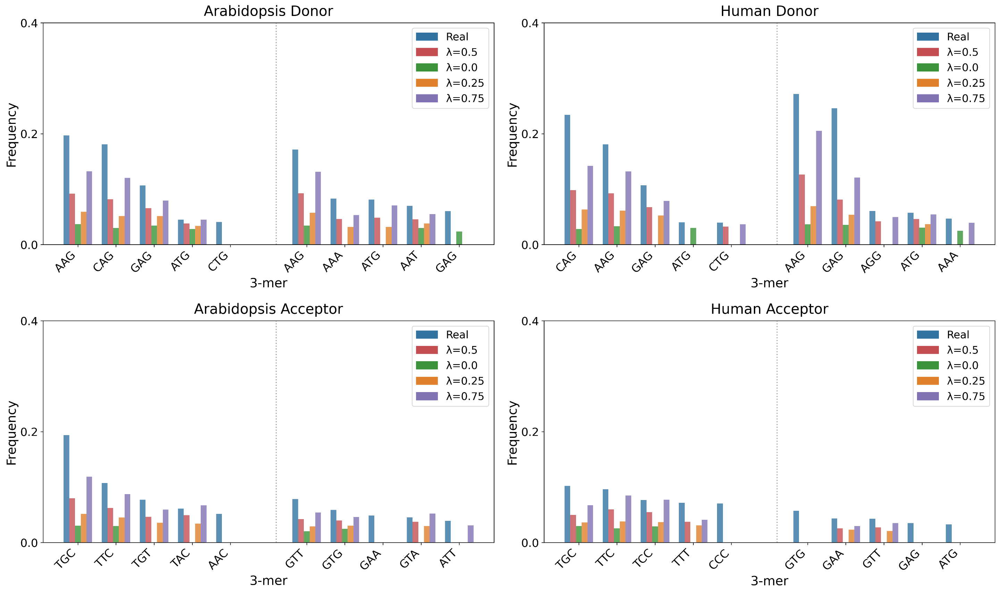 Arabidopsis Donor
Frequency
0.4
0.2
0.0
Real
λ=0.5
λ=0.0
λ=0.25
λ=0.75
AAG CAG GAG ATG CTG AAG AAA ATG AAT GAG
3-mer
Human Donor
Frequency
0.4
0.2
0.0
Real
λ=0.5
λ=0.0
λ=0.25
λ=0.75
CAG AAG GAG ATG CTG AAG GAG AGG ATG AAA
3-mer
Arabidopsis Acceptor
Frequency
0.4
0.2
0.0
Real
λ=0.5
λ=0.0
λ=0.25
λ=0.75
TGC TTC TGT TAC AAC GTT GTG GAA GTA ATT
3-mer
Human Acceptor
Frequency
0.4
0.2
0.0
Real
λ=0.5
λ=0.0
λ=0.25
λ=0.75
TGC TTC TCC TTT CCC GTG GAA GTT GAG ATG
3-mer